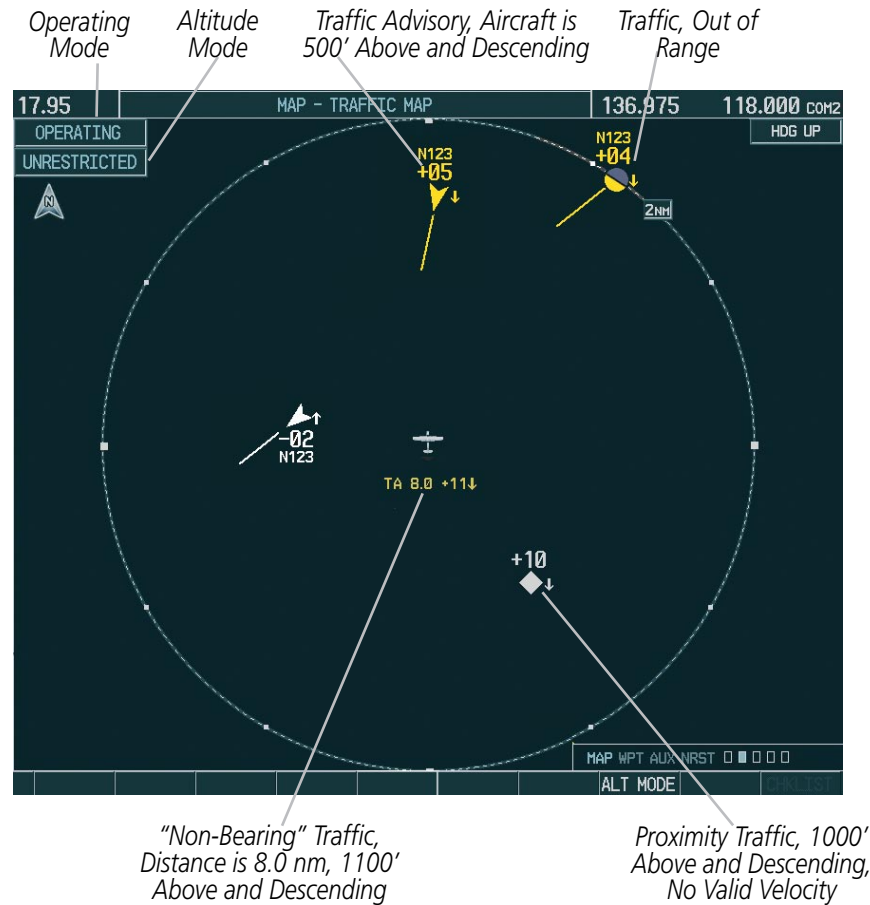 Operating
Mode
Altitude
Mode
Traffic Advisory, Aircraft is
500’ Above and Descending
Traffic, Out of
Range
17.95
MAP - TRAFFIC MAP
136.975
118.000 COM2
OPERATING
UNRESTRICTED
HDG UP
N
N123
+05
N123
+04
2NM
-02
N123
TA 8.0 +11↓
+10
MAP WPT AUX NRST
ALT MODE
CHKLIST
“Non-Bearing” Traffic,
Distance is 8.0 nm, 1100’
Above and Descending
Proximity Traffic, 1000’
Above and Descending,
No Valid Velocity